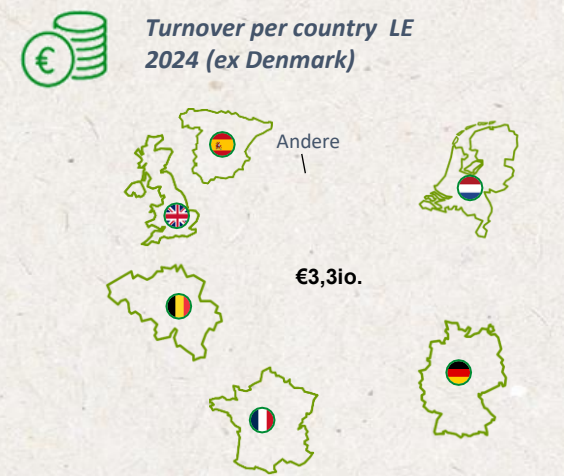 Turnover per country LE
2024 (ex Denmark)
Andere
€3,3io.
€